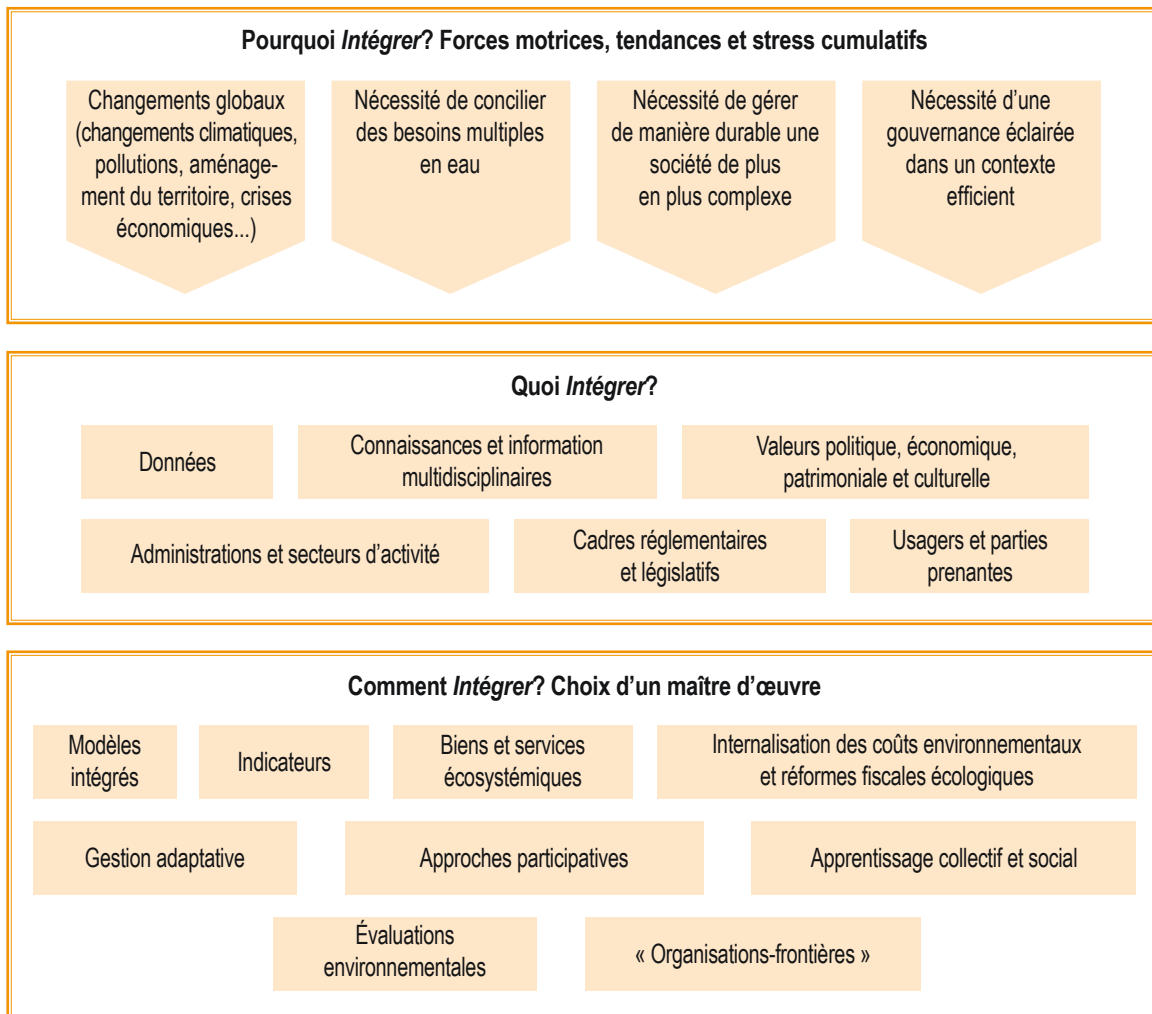 Pourquoi Intégrer? Forces motrices, tendances et stress cumulatifs
Changements globaux
(changements climatiques,
pollutions, aménage-
ment du territoire, crises
économiques...)
Nécessité de concilier
des besoins multiples
en eau
Nécessité de gérer
de manière durable une
société de plus
en plus complexe
Nécessité d’une
gouvernance éclairée
dans un contexte
efficient
Quoi Intégrer?
Données
Connaissances et information
multidisciplinaires
Valeurs politique, économique,
patrimoniale et culturelle
Administrations et secteurs d’activité
Cadres réglementaires
et législatifs
Usagers et parties
prenantes
Comment Intégrer? Choix d’un maître d’œuvre
Modèles
intégrés
Indicateurs
Biens et services
écosystémiques
Internalisation des coûts environnementaux
et réformes fiscales écologiques
Gestion adaptative
Approches participatives
Apprentissage collectif et social
Évaluations
environnementales
« Organisations-frontières »